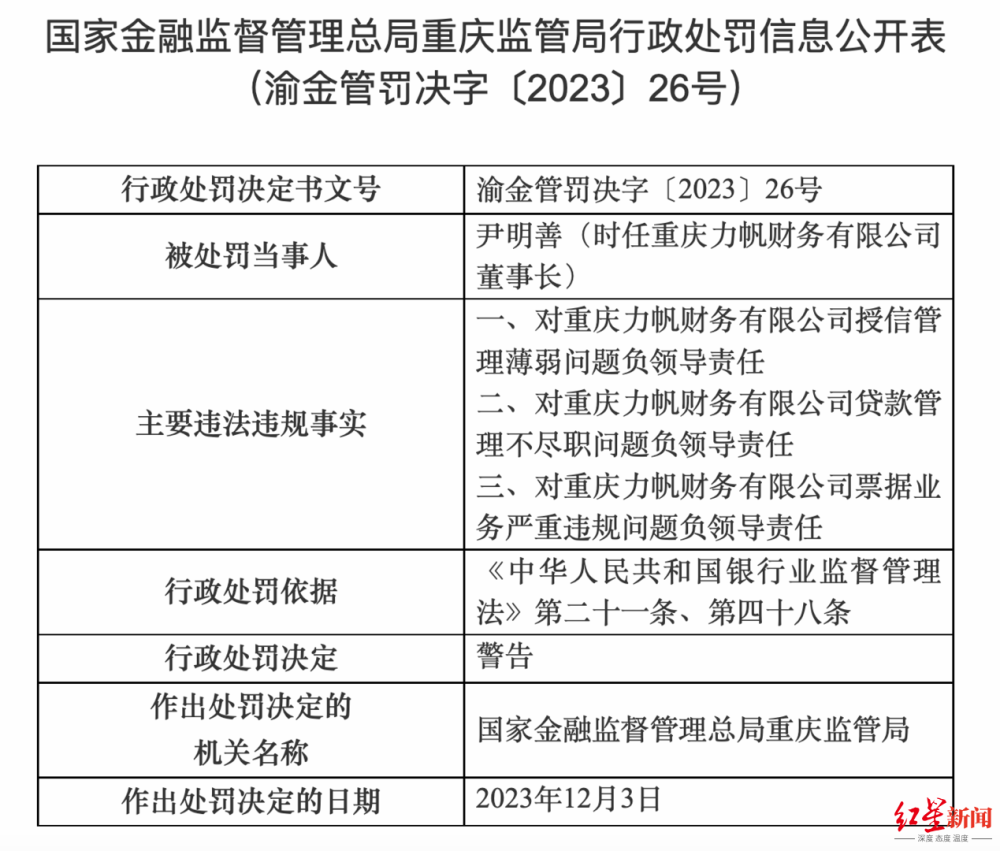 国家金融监督管理总局重庆监管局行政处罚信息公开表
（渝金管罚决字〔2023〕26号）
行政处罚决定书文号
渝金管罚决字〔2023〕26号
被处罚当事人
尹明善（时任重庆力帆财务有限公司
董事长）
主要违法违规事实
一、对重庆力帆财务有限公司授信管
理薄弱问题负领导责任
二、对重庆力帆财务有限公司贷款管
理不尽职问题负领导责任
三、对重庆力帆财务有限公司票据业
务严重违规问题负领导责任
行政处罚依据
《中华人民共和国银行业监督管理
法》第二十一条、第四十八条
行政处罚决定
警告
作出处罚决定的
机关名称
国家金融监督管理总局重庆监管局
作出处罚决定的日期
2023年12月3日
红星新闻
深度 态度 温度